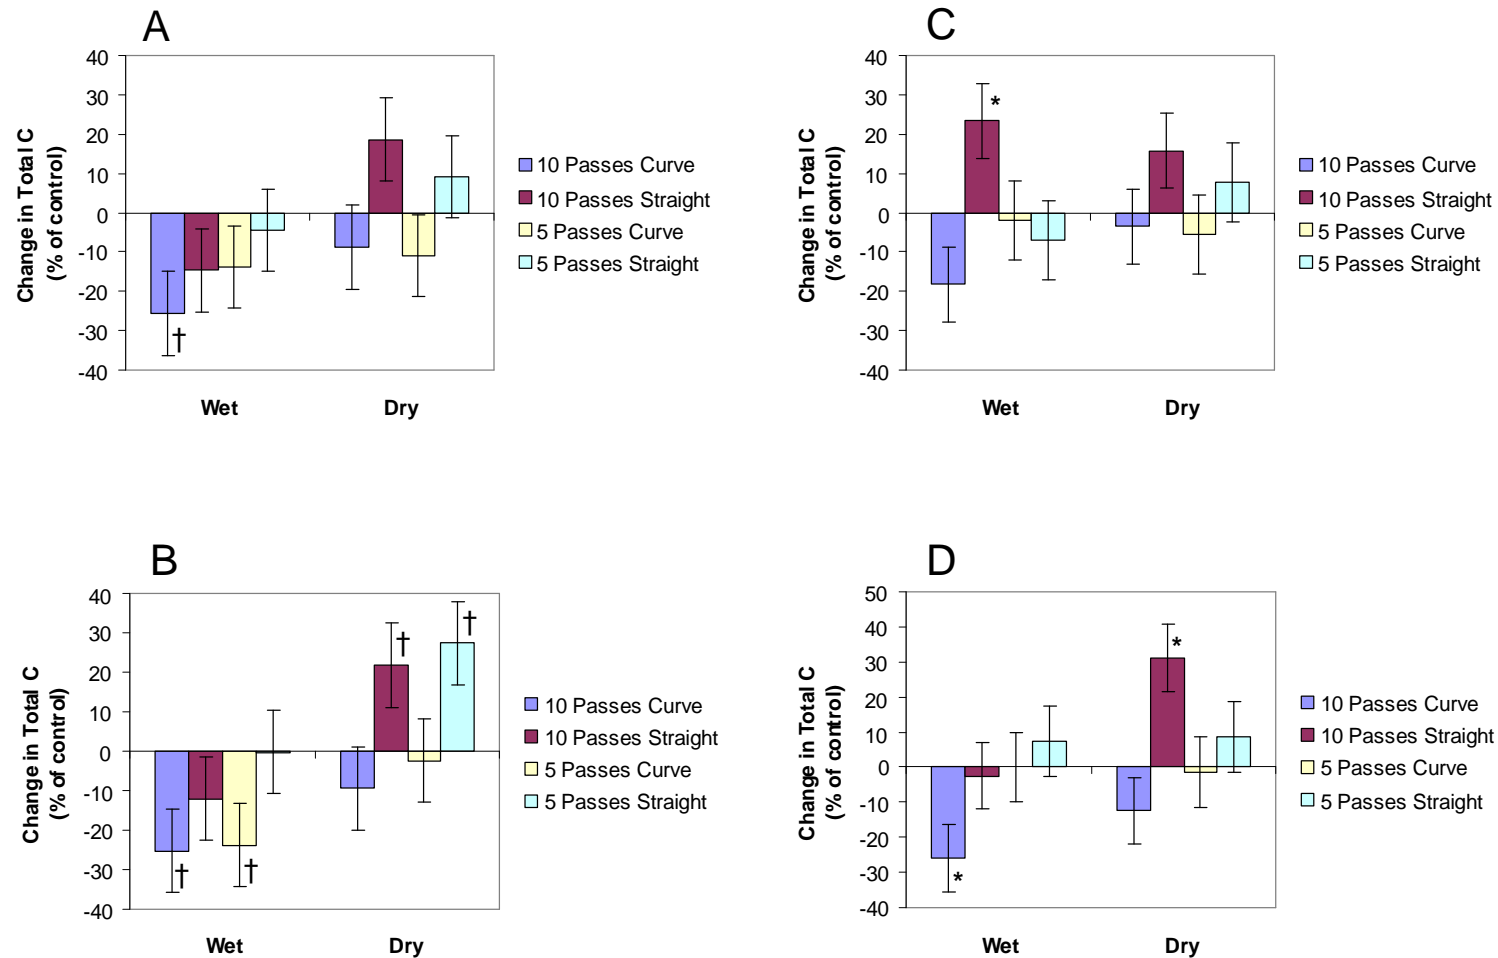 A
40
30
20
10
0
-10
-20
-30
-40
Change in Total C
(% of control)
†
Wet
Dry
10 Passes Curve
10 Passes Straight
5 Passes Curve
5 Passes Straight
C
40
30
20
10
0
-10
-20
-30
-40
Change in Total C
(% of control)
*
Wet
Dry
10 Passes Curve
10 Passes Straight
5 Passes Curve
5 Passes Straight
B
40
30
20
10
0
-10
-20
-30
-40
Change in Total C
(% of control)
†
†
†
†
Wet
Dry
10 Passes Curve
10 Passes Straight
5 Passes Curve
5 Passes Straight
D
50
40
30
20
10
0
-10
-20
-30
-40
Change in Total C
(% of control)
*
*
Wet
Dry
10 Passes Curve
10 Passes Straight
5 Passes Curve
5 Passes Straight